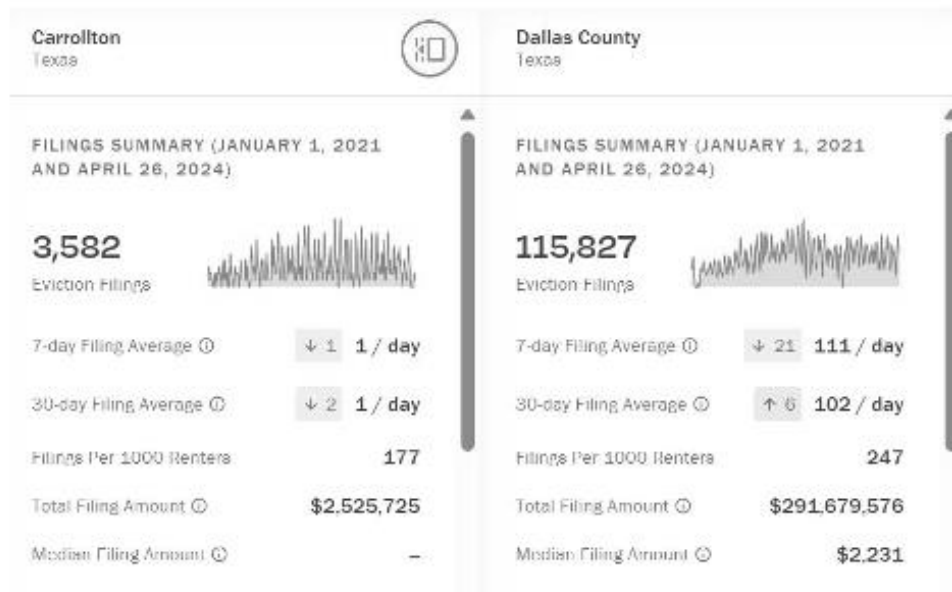 Carrollton
Texas
FILINGS SUMMARY (JANUARY 1, 2021
AND APRIL 26, 2024)
3,582
Eviction Filings
7-day Filing Average ↓ 1 1 / day
30-day Filing Average ↓ 2 1 / day
Filings Per 1000 Renters 177
Total Filing Amount $2,525,725
Median Filing Amount –
Dallas County
Texas
FILINGS SUMMARY (JANUARY 1, 2021
AND APRIL 26, 2024)
115,827
Eviction Filings
7-day Filing Average ↓ 21 111 / day
30-day Filing Average ↑ 6 102 / day
Filings Per 1000 Renters 247
Total Filing Amount $291,679,576
Median Filing Amount $2,231